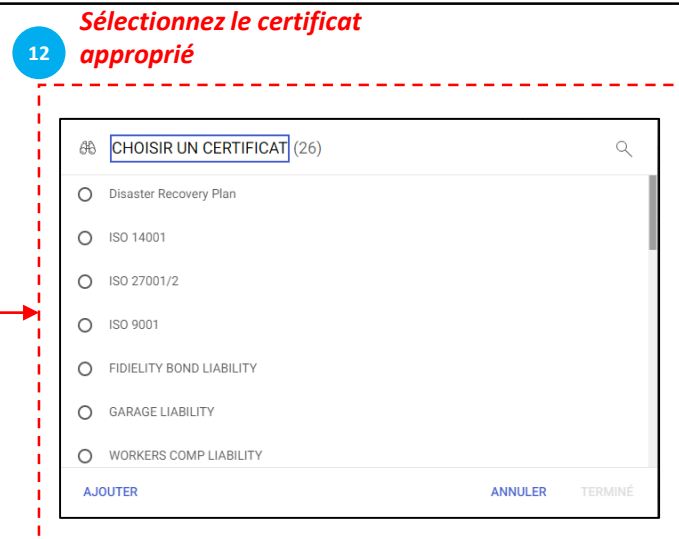 Sélectionnez le certificat
12 approprié
CHOISIR UN CERTIFICAT (26)
Disaster Recovery Plan
ISO 14001
ISO 27001/2
ISO 9001
FIDIELITY BOND LIABILITY
GARAGE LIABILITY
WORKERS COMP LIABILITY
AJOUTER ANNULER TERMINÉ